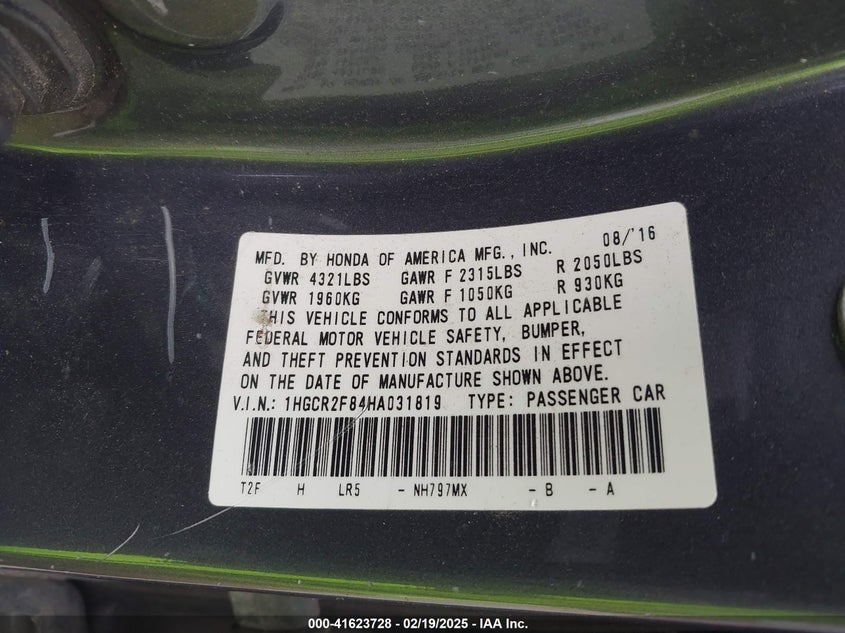 MFD. BY HONDA OF AMERICA MFG., INC. 08/'16
GVWR 4321LBS GAWR F 2315LBS R 2050LBS
GVWR 1960KG GAWR F 1050KG R 930KG
THIS VEHICLE CONFORMS TO ALL APPLICABLE
FEDERAL MOTOR VEHICLE SAFETY, BUMPER,
AND THEFT PREVENTION STANDARDS IN EFFECT
ON THE DATE OF MANUFACTURE SHOWN ABOVE.
V.I.N.: 1HGCR2F84HA031819 TYPE: PASSENGER CAR
T2F H LR5 - NH797MX - B - A
000-41623728 - 02/19/2025 - IAA Inc.